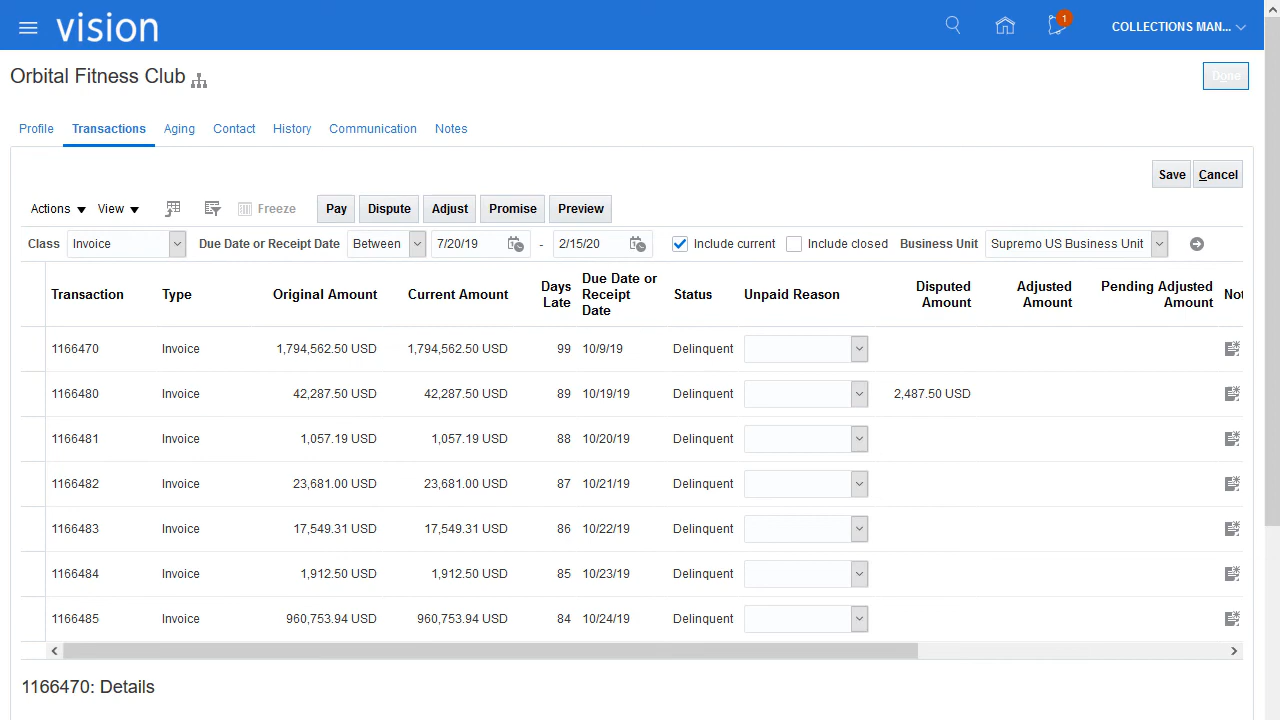 vision
1
COLLECTIONS MAN...
Orbital Fitness Club
Done
Profile Transactions Aging Contact History Communication Notes
Save Cancel
Actions View Freeze Pay Dispute Adjust Promise Preview
Class Invoice Due Date or Receipt Date Between 7/20/19 - 2/15/20 Include current Include closed Business Unit Supremo US Business Unit
Transaction Type Original Amount Current Amount Days Late Due Date or Receipt Date Status Unpaid Reason Disputed Amount Adjusted Amount Pending Adjusted Amount Not
1166470 Invoice 1,794,562.50 USD 1,794,562.50 USD 99 10/9/19 Delinquent
1166480 Invoice 42,287.50 USD 42,287.50 USD 89 10/19/19 Delinquent 2,487.50 USD
1166481 Invoice 1,057.19 USD 1,057.19 USD 88 10/20/19 Delinquent
1166482 Invoice 23,681.00 USD 23,681.00 USD 87 10/21/19 Delinquent
1166483 Invoice 17,549.31 USD 17,549.31 USD 86 10/22/19 Delinquent
1166484 Invoice 1,912.50 USD 1,912.50 USD 85 10/23/19 Delinquent
1166485 Invoice 960,753.94 USD 960,753.94 USD 84 10/24/19 Delinquent
1166470: Details